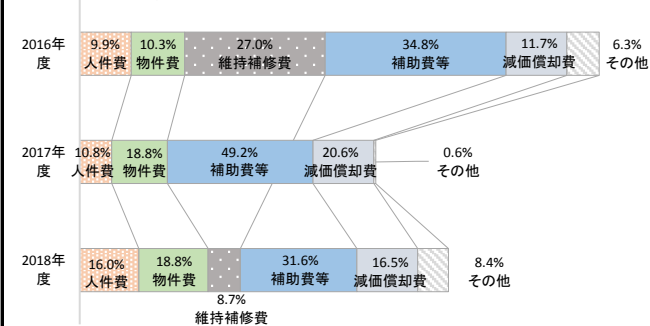 2016年度
9.9%
人件費
10.3%
物件費
27.0%
維持補修費
34.8%
補助費等
11.7%
減価償却費
6.3%
その他
2017年度
10.8%
人件費
18.8%
物件費
49.2%
補助費等
20.6%
減価償却費
0.6%
その他
2018年度
16.0%
人件費
18.8%
物件費
8.7%
維持補修費
31.6%
補助費等
16.5%
減価償却費
8.4%
その他